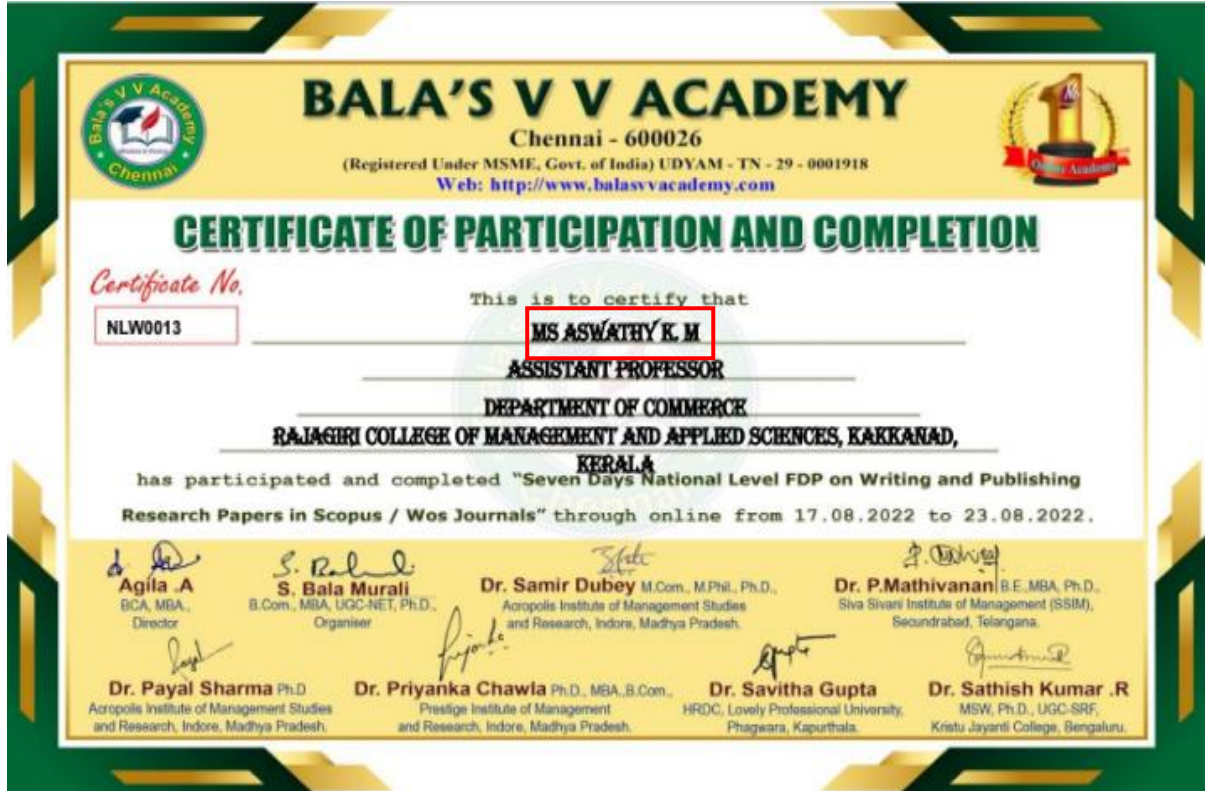 Bala's V V Academy
Chennai
BALA'S V V ACADEMY
Chennai - 600026
(Registered Under MSME, Govt. of India) UDYAM - TN - 29 - 0001918
Web: http://www.balasvvacademy.com
1
Online Academy
CERTIFICATE OF PARTICIPATION AND COMPLETION
Certificate No.
NLW0013
This is to certify that
MS ASWATHY K. M
ASSISTANT PROFESSOR
DEPARTMENT OF COMMERCE
RAJAGIRI COLLEGE OF MANAGEMENT AND APPLIED SCIENCES, KAKKANAD,
KERALA
has participated and completed "Seven Days National Level FDP on Writing and Publishing
Research Papers in Scopus / Wos Journals" through online from 17.08.2022 to 23.08.2022.
Agila .A
BCA, MBA.,
Director
S. Bala Murali
B.Com., MBA, UGC-NET, Ph.D.,
Organiser
Dr. Samir Dubey M.Com., M.Phil., Ph.D.,
Acropolis Institute of Management Studies
and Research, Indore, Madhya Pradesh.
Dr. P.Mathivanan B.E.,MBA, Ph.D.,
Siva Sivani Institute of Management (SSIM),
Secundrabad, Telangana.
Dr. Payal Sharma Ph.D
Acropolis Institute of Management Studies
and Research, Indore, Madhya Pradesh.
Dr. Priyanka Chawla Ph.D., MBA.,B.Com.,
Prestige Institute of Management
and Research, Indore, Madhya Pradesh.
Dr. Savitha Gupta
HRDC, Lovely Professional University,
Phagwara, Kapurthala.
Dr. Sathish Kumar .R
MSW, Ph.D., UGC-SRF,
Kristu Jayanti College, Bengaluru.